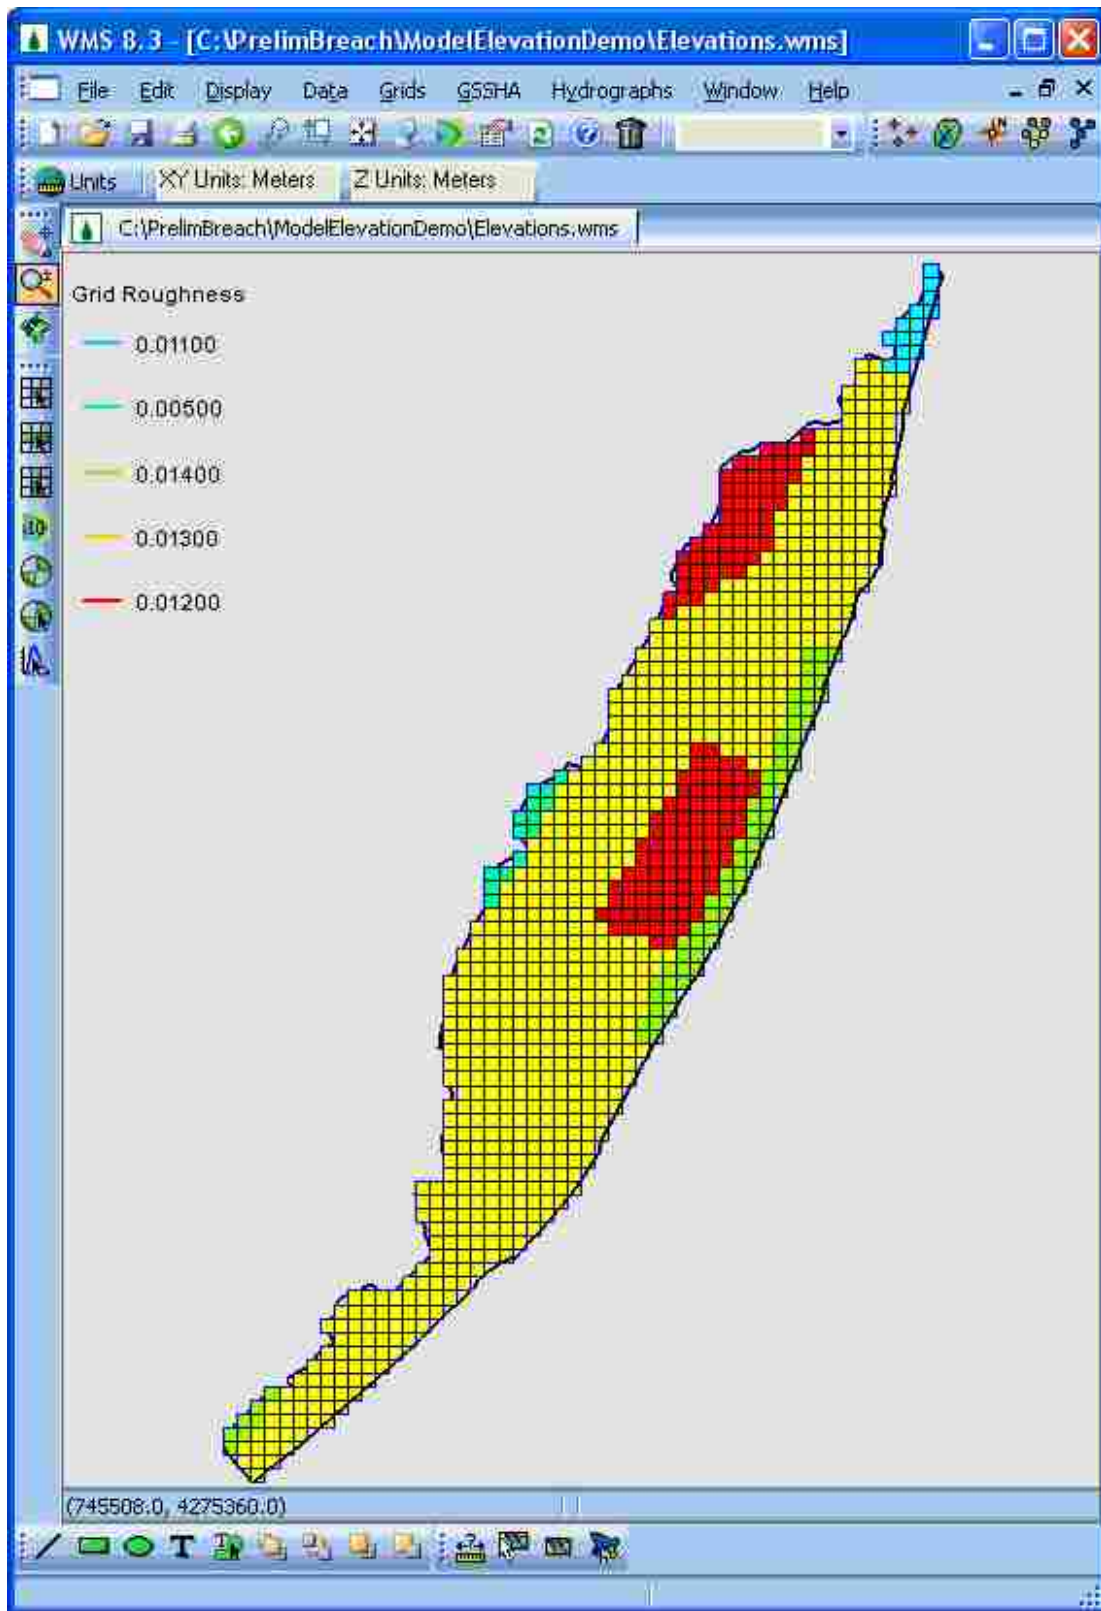 WMS 8.3 - [C:\PrelimBreach\ModelElevationDemo\Elevations.wms]
File Edit Display Data Grids GSSHA Hydrographs Window Help
Units XY Units: Meters Z Units: Meters
C:\PrelimBreach\ModelElevationDemo\Elevations.wms
Grid Roughness
0.01100
0.00500
0.01400
0.01300
0.01200
(745508.0, 4275360.0)